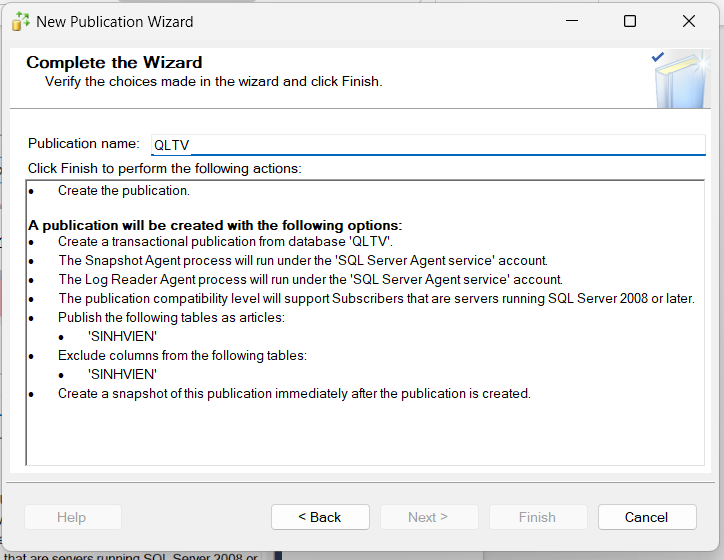 New Publication Wizard
Complete the Wizard
Verify the choices made in the wizard and click Finish.
Publication name: QLTV
Click Finish to perform the following actions:
• Create the publication.
A publication will be created with the following options:
• Create a transactional publication from database 'QLTV'.
• The Snapshot Agent process will run under the 'SQL Server Agent service' account.
• The Log Reader Agent process will run under the 'SQL Server Agent service' account.
• The publication compatibility level will support Subscribers that are servers running SQL Server 2008 or later.
• Publish the following tables as articles:
• 'SINHVIEN'
• Exclude columns from the following tables:
• 'SINHVIEN'
• Create a snapshot of this publication immediately after the publication is created.
Help < Back Next > Finish Cancel
that are servers running SQL Server 2008 or